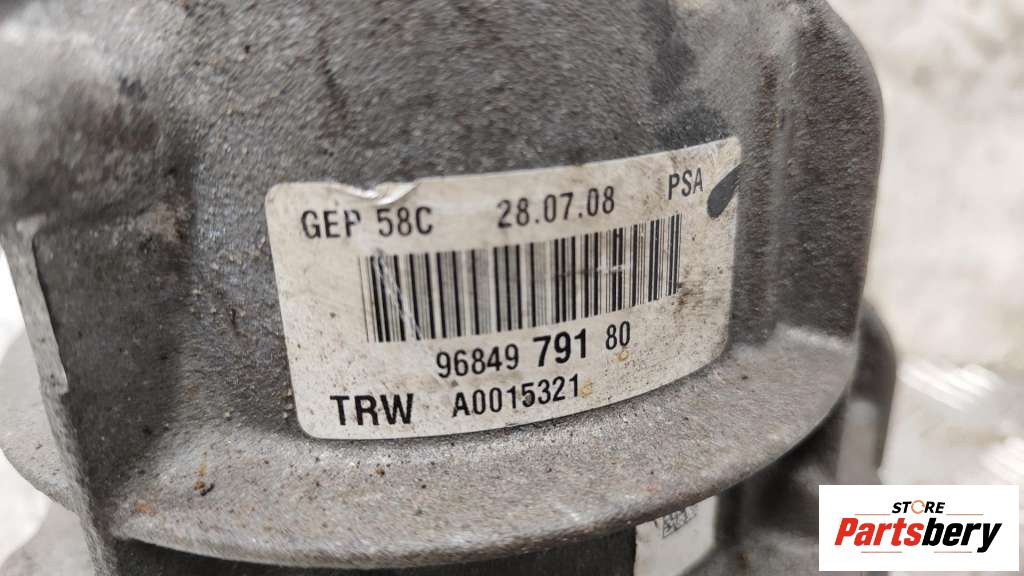 GEP 58C 28.07.08 PSA
96849 791 80
TRW A0015321
STORE
Partsbery